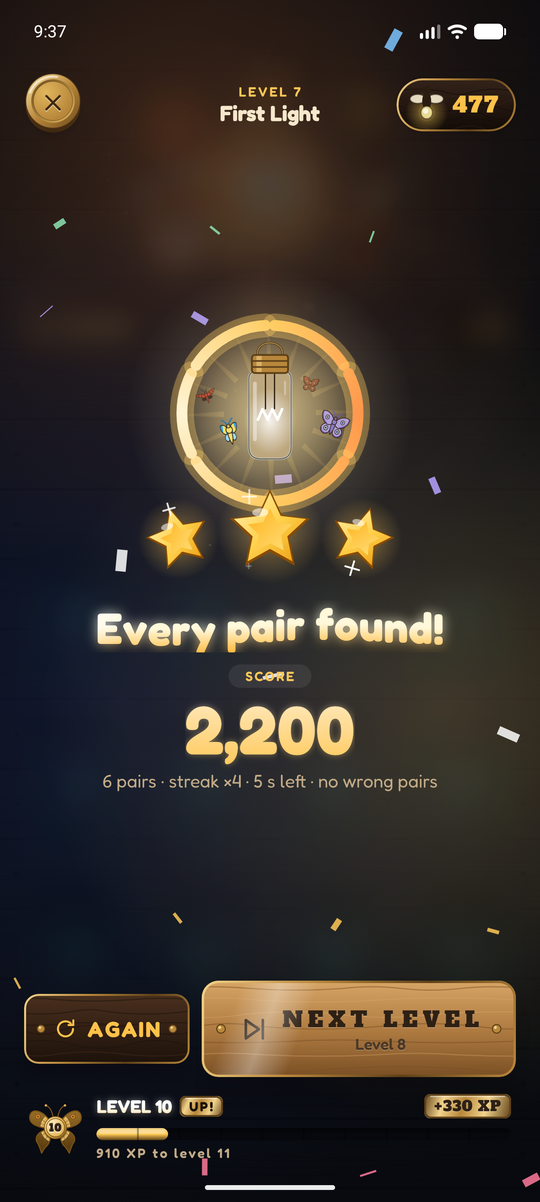 9:37
LEVEL 7
First Light
477
Every pair found!
SCORE
2,200
6 pairs · streak ×4 · 5 s left · no wrong pairs
AGAIN
NEXT LEVEL
Level 8
10
LEVEL 10 UP!
+330 XP
910 XP to level 11